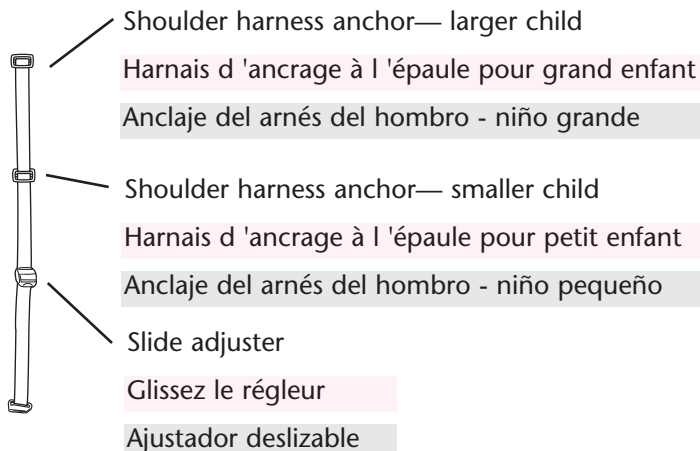 Shoulder harness anchor— larger child
Harnais d 'ancrage à l 'épaule pour grand enfant
Anclaje del arnés del hombro - niño grande
Shoulder harness anchor— smaller child
Harnais d 'ancrage à l 'épaule pour petit enfant
Anclaje del arnés del hombro - niño pequeño
Slide adjuster
Glissez le régleur
Ajustador deslizable